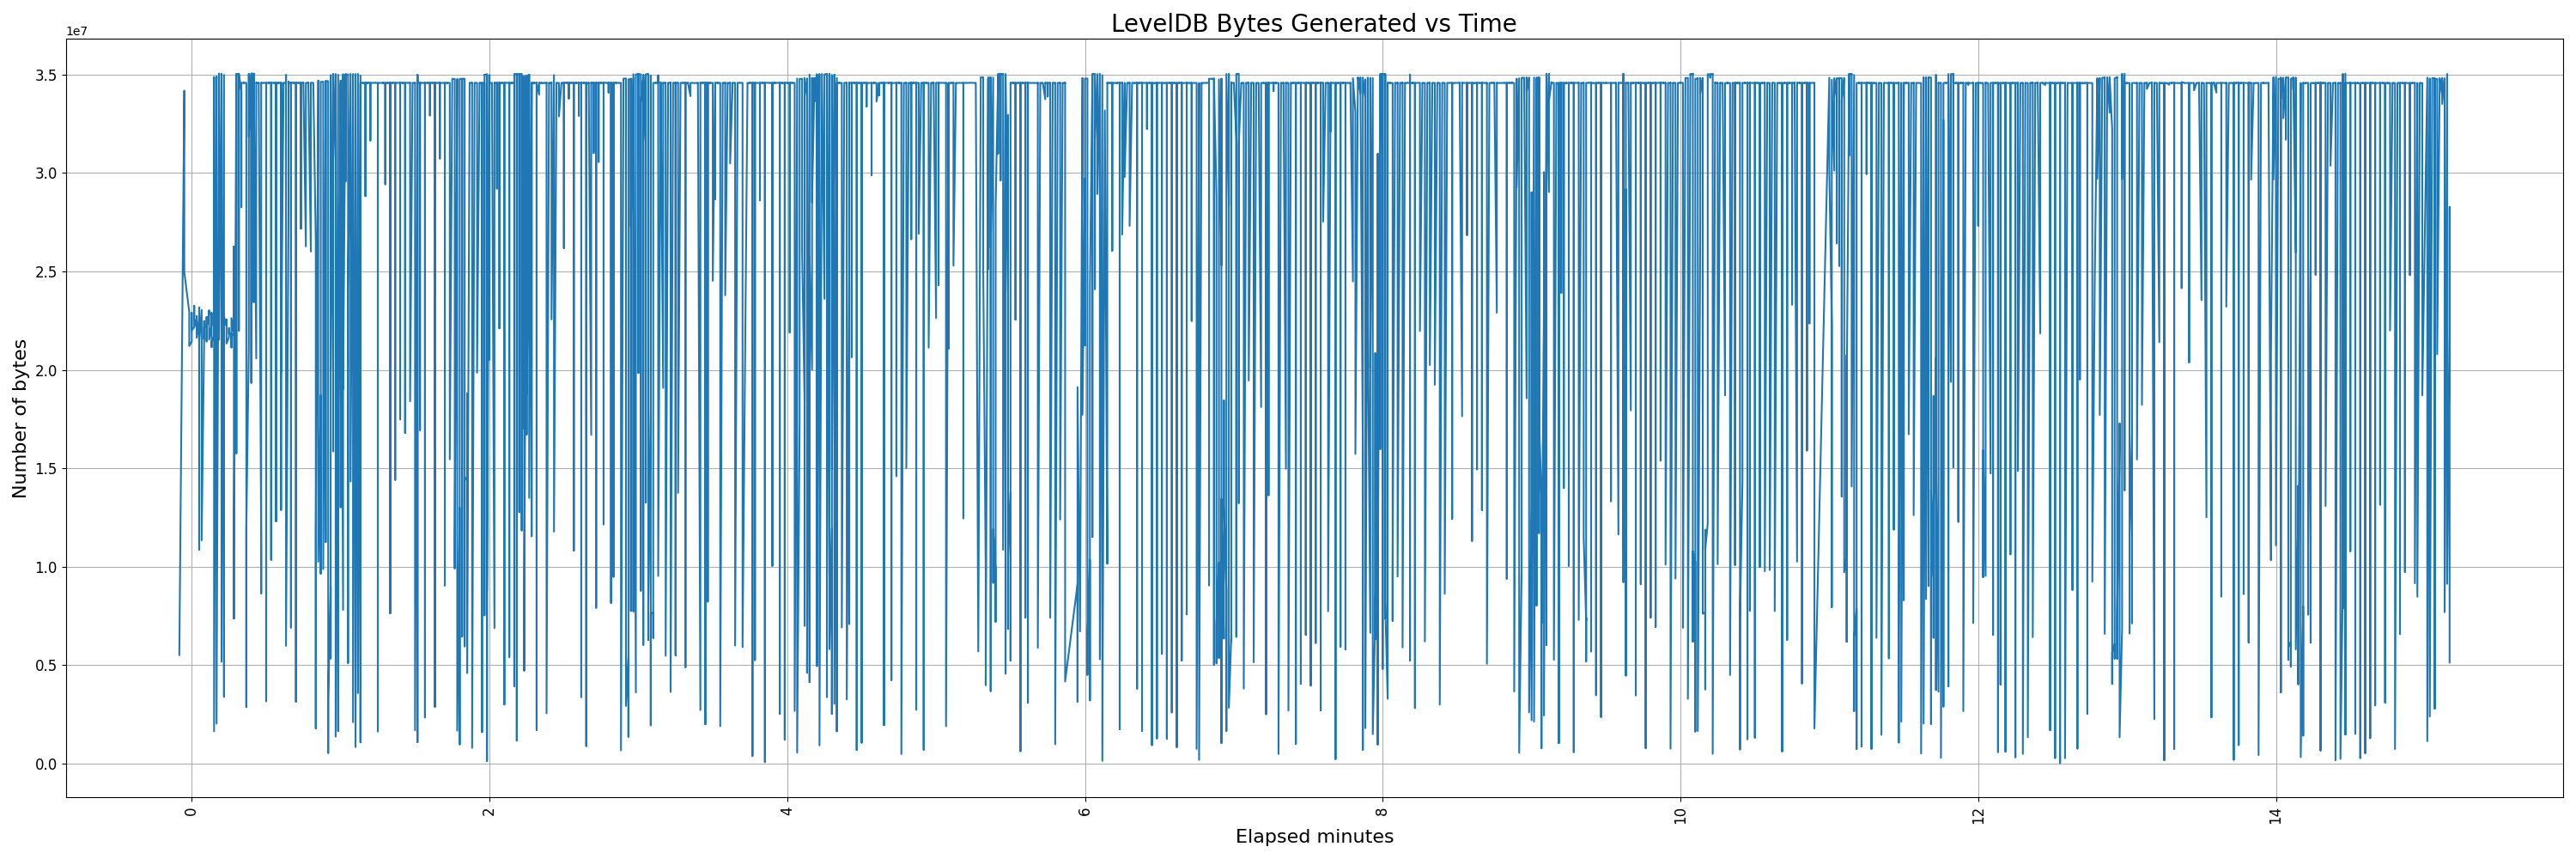 LevelDB Bytes Generated vs Time
1e7
3.5
3.0
2.5
2.0
1.5
1.0
0.5
0.0
Number of bytes
0 2 4 6 8 10 12 14
Elapsed minutes